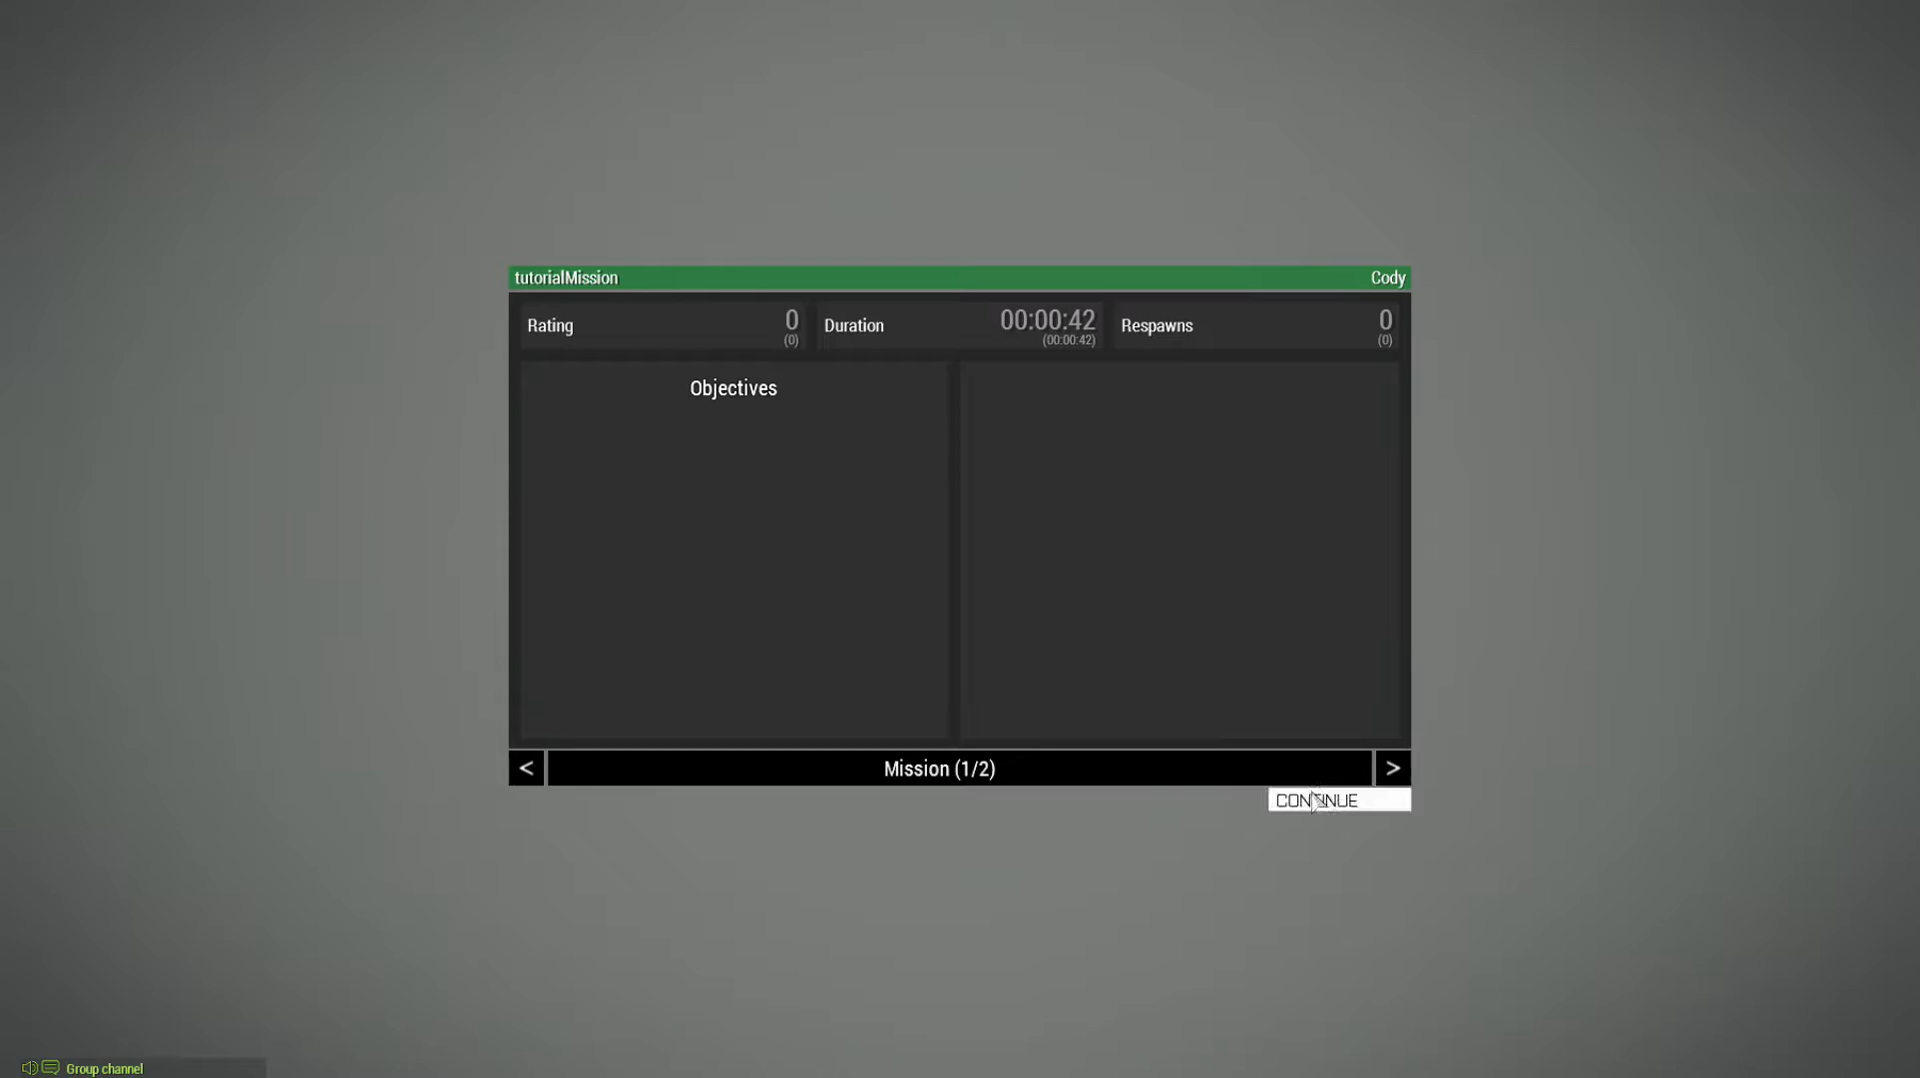 tutorialMission Cody
Rating 0 (0) Duration 00:00:42 (00:00:42) Respawns 0 (0)
Objectives
< Mission (1/2) >
CONTINUE
Group channel